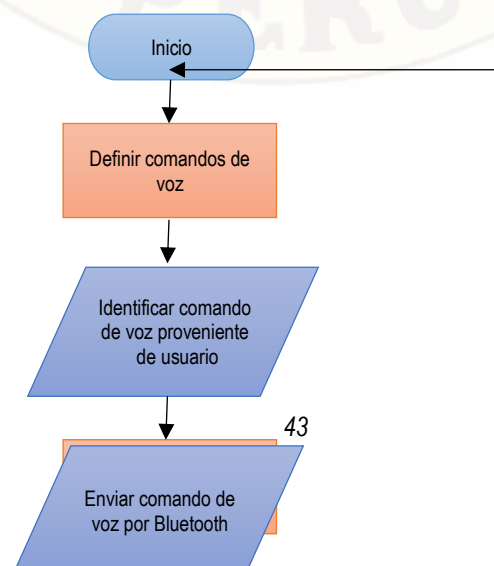 PERU
Inicio
Definir comandos de
voz
Identificar comando
de voz proveniente
de usuario
43
Enviar comando de
voz por Bluetooth